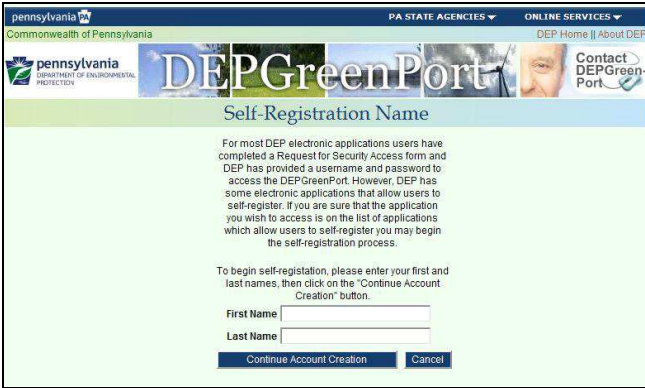 pennsylvania PA PA STATE AGENCIES ONLINE SERVICES
Commonwealth of Pennsylvania DEP Home || About DEP
pennsylvania
DEPARTMENT OF ENVIRONMENTAL
PROTECTION
DEPGreenPort
Contact
DEPGreen-
Port
Self-Registration Name
For most DEP electronic applications users have
completed a Request for Security Access form and
DEP has provided a username and password to
access the DEPGreenPort. However, DEP has
some electronic applications that allow users to
self-register. If you are sure that the application
you wish to access is on the list of applications
which allow users to self-register you may begin
the self-registration process.
To begin self-registation, please enter your first and
last names, then click on the "Continue Account
Creation" button.
First Name
Last Name
Continue Account Creation Cancel